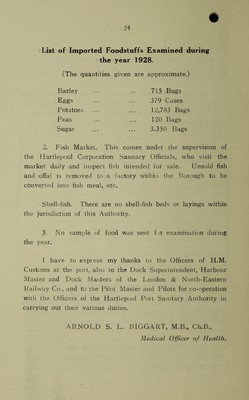 24
List of Imported Foodstuffs Examined during
the year 1928.
(The quantities given are approximate.)
Barley ... ... 715 Bags
Eggs ... ... 379 Cases
Potatoes ... ... 12,783 Bags
Peas ... ... 120 Bags
Sugar ... ... 3,350 Bags
2. Fish Market. This comes under the supervision of
the Hartlepool Corporation Sanitary Officials, who visit the
market daily and inspect fish intended for sale. Unsold fish
and offal is removed to a factory within the Borough to be
converted into fish meal, etc.
Shell-fish. There are no shell-fish beds or layings within
the jurisdiction of this Authority.
3. No sample of food was sent for examination during
the year.
I have to express my thanks to the Officers of H.M.
Customs at the port, also to the Dock Superintendent, Harbour
Master and Dock Masters of the London & North-Eastern
Railway Co., and to the Pilot Master and Pilots for co-operation
with the Officers of the Hartlepool Port Sanitary Authority in
carrying out their various duties.
ARNOLD S. L. BIGGART, M.B., Ch.B.,
Medical Officer of Health.